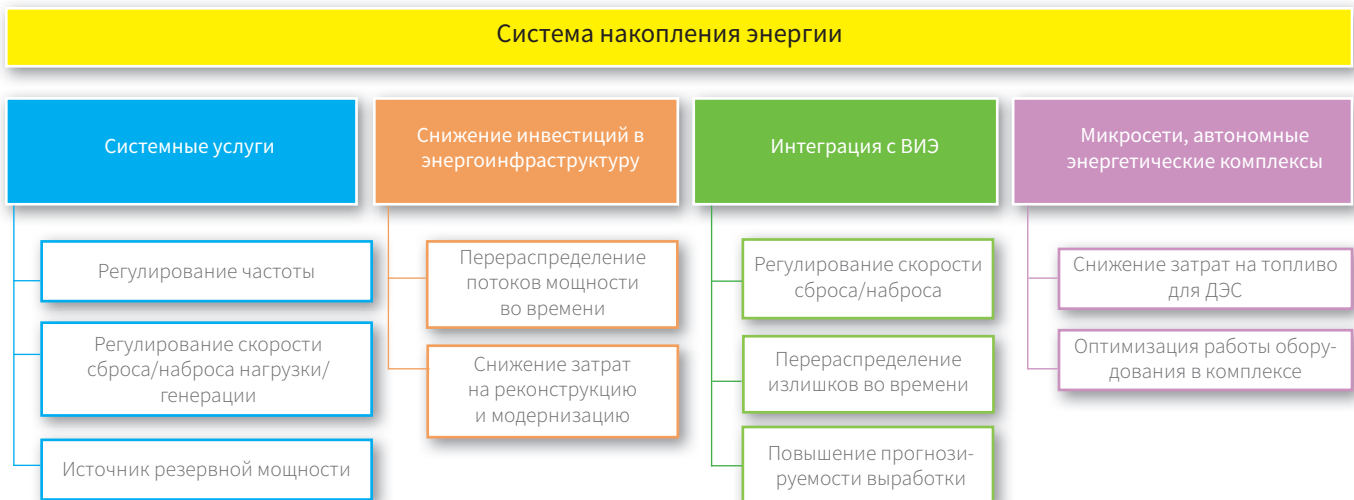 Система накопления энергии
Системные услуги
Регулирование частоты
Регулирование скорости
сброса/наброса нагрузки/
генерации
Источник резервной мощности
Снижение инвестиций в
энергоинфраструктуру
Перераспределение
потоков мощности
во времени
Снижение затрат
на реконструкцию
и модернизацию
Интеграция с ВИЭ
Регулирование скорости
сброса/наброса
Перераспределение
излишков во времени
Повышение прогнози-
руемости выработки
Микросети, автономные
энергетические комплексы
Снижение затрат на топливо
для ДЭС
Оптимизация работы обору-
дования в комплексе